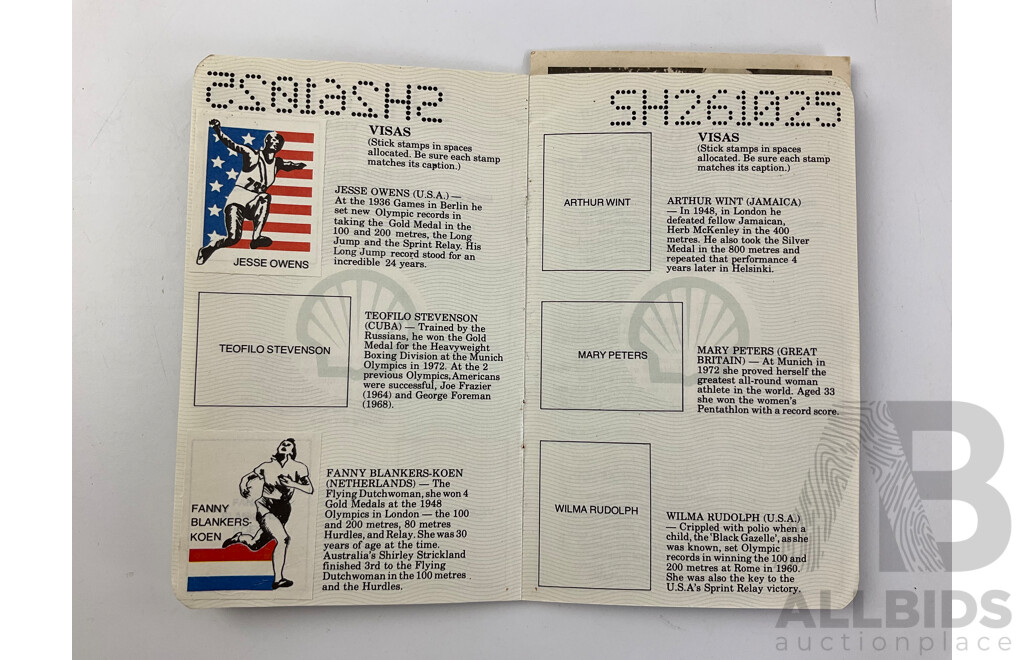 SH261025
VISAS
(Stick stamps in spaces
allocated. Be sure each stamp
matches its caption.)
JESSE OWENS
JESSE OWENS (U.S.A.) —
At the 1936 Games in Berlin he
set new Olympic records in
taking the Gold Medal in the
100 and 200 metres, the Long
Jump and the Sprint Relay. His
Long Jump record stood for an
incredible 24 years.
TEOFILO STEVENSON
TEOFILO STEVENSON
(CUBA) — Trained by the
Russians, he won the Gold
Medal for the Heavyweight
Boxing Division at the Munich
Olympics in 1972. At the 2
previous Olympics, Americans
were successful, Joe Frazier
(1964) and George Foreman
(1968).
FANNY
BLANKERS-
KOEN
FANNY BLANKERS-KOEN
(NETHERLANDS) — The
Flying Dutchwoman, she won 4
Gold Medals at the 1948
Olympics in London — the 100
and 200 metres, 80 metres
Hurdles, and Relay. She was 30
years of age at the time.
Australia's Shirley Strickland
finished 3rd to the Flying
Dutchwoman in the 100 metres
and the Hurdles.
SH261025
VISAS
(Stick stamps in spaces
allocated. Be sure each stamp
matches its caption.)
ARTHUR WINT
ARTHUR WINT (JAMAICA)
— In 1948, in London he
defeated fellow Jamaican,
Herb McKenley in the 400
metres. He also took the Silver
Medal in the 800 metres and
repeated that performance 4
years later in Helsinki.
MARY PETERS
MARY PETERS (GREAT
BRITAIN) — At Munich in
1972 she proved herself the
greatest all-round woman
athlete in the world. Aged 33
she won the women's
Pentathlon with a record score.
WILMA RUDOLPH
WILMA RUDOLPH (U.S.A.)
— Crippled with polio when a
child, the 'Black Gazelle', as she
was known, set Olympic
records in winning the 100 and
200 metres at Rome in 1960.
She was also the key to the
U.S.A's Sprint Relay victory.
AB
ALLBIDS
auctionplace